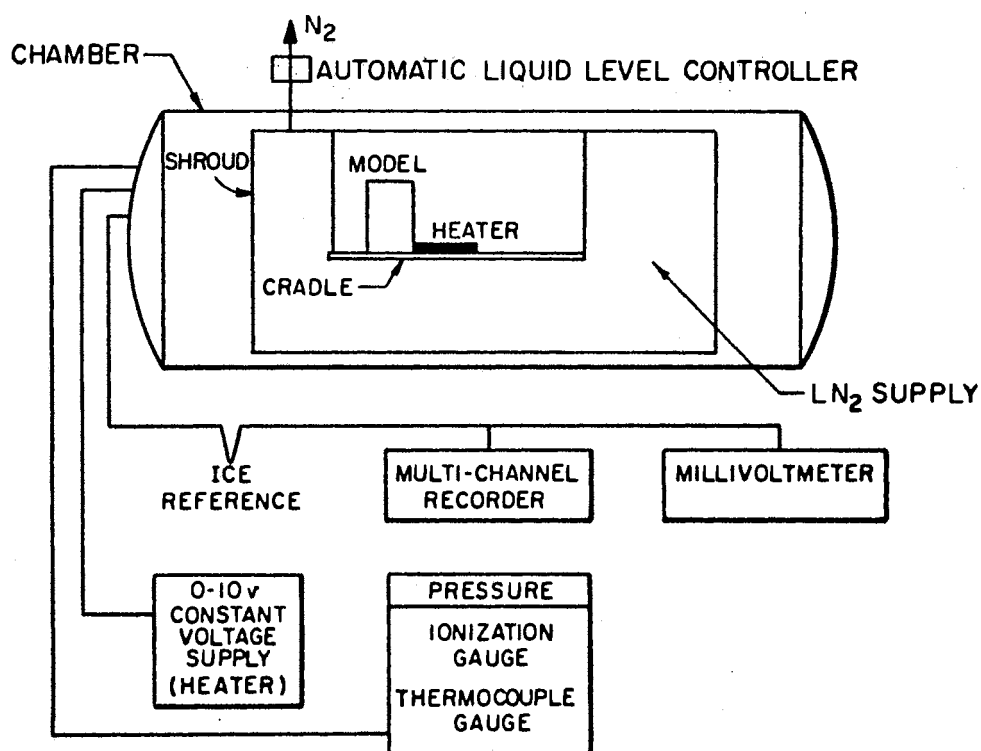 N2
CHAMBER
AUTOMATIC LIQUID LEVEL CONTROLLER
SHROUD
MODEL
HEATER
CRADLE
LN2 SUPPLY
ICE
REFERENCE
MULTI-CHANNEL
RECORDER
MILLIVOLTMETER
0-10 v
CONSTANT
VOLTAGE
SUPPLY
(HEATER)
PRESSURE
IONIZATION
GAUGE
THERMOCOUPLE
GAUGE